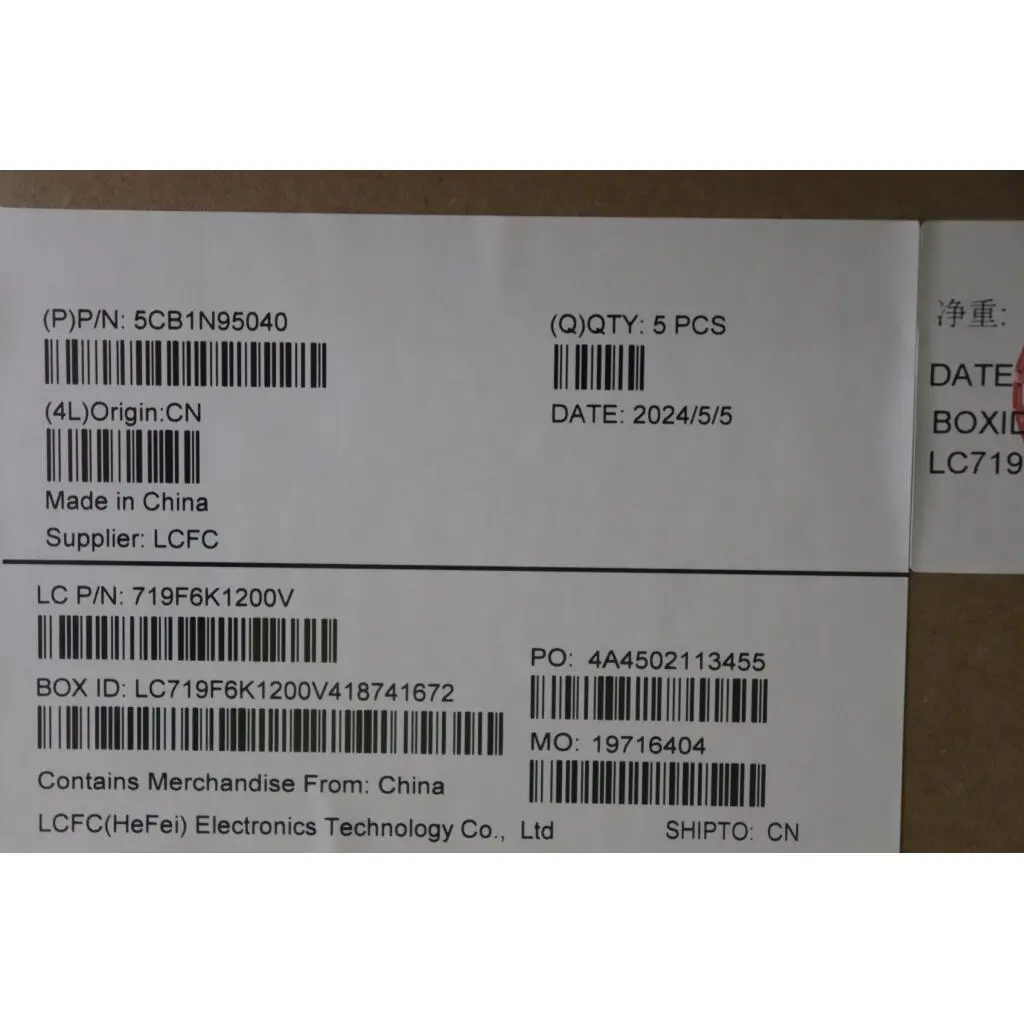 (P)P/N: 5CB1N95040
(Q)QTY: 5 PCS
(4L)Origin:CN
DATE: 2024/5/5
Made in China
Supplier: LCFC
LC P/N: 719F6K1200V
PO: 4A4502113455
BOX ID: LC719F6K1200V418741672
MO: 19716404
Contains Merchandise From: China
LCFC(HeFei) Electronics Technology Co., Ltd
SHIPTO: CN
净重:
DATE
BOXID
LC719